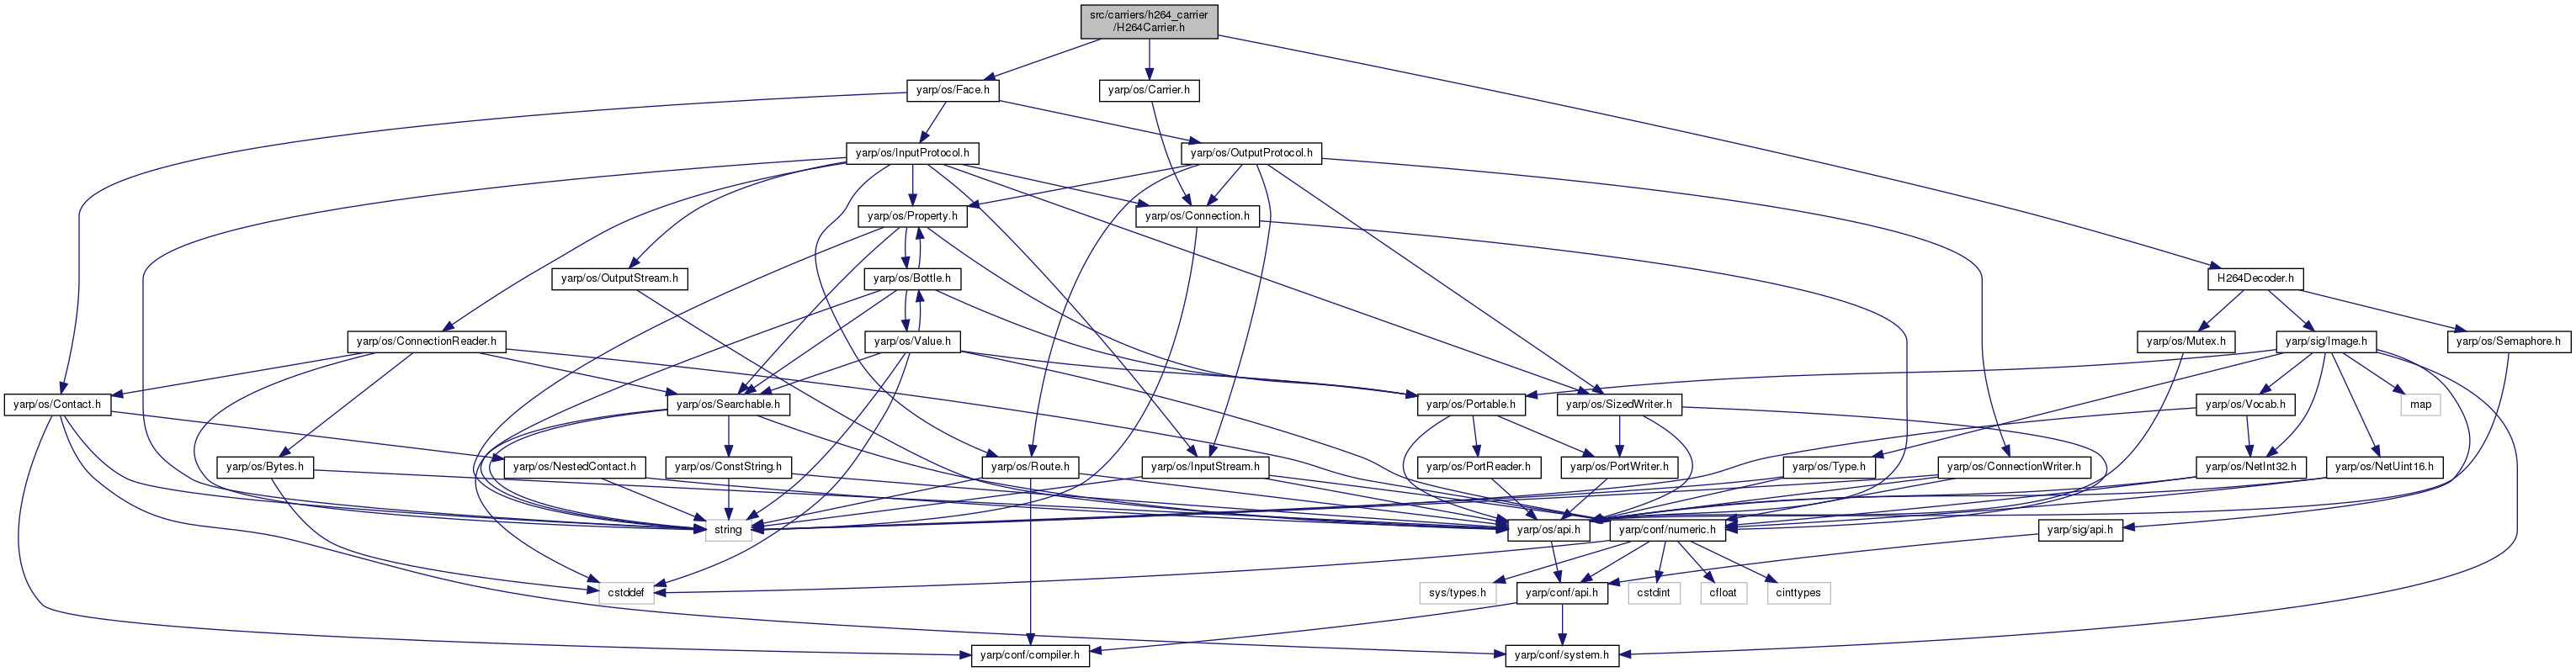 src/carriers/h264_carrier
/H264Carrier.h
yarp/os/Face.h
yarp/os/Carrier.h
yarp/os/InputProtocol.h
yarp/os/OutputProtocol.h
yarp/os/Property.h
yarp/os/Connection.h
yarp/os/OutputStream.h
yarp/os/Bottle.h
H264Decoder.h
yarp/os/ConnectionReader.h
yarp/os/Value.h
yarp/os/Mutex.h
yarp/sig/Image.h
yarp/os/Semaphore.h
yarp/os/Contact.h
yarp/os/Searchable.h
yarp/os/Portable.h
yarp/os/SizedWriter.h
yarp/os/Vocab.h
map
yarp/os/Bytes.h
yarp/os/NestedContact.h
yarp/os/ConstString.h
yarp/os/Route.h
yarp/os/InputStream.h
yarp/os/PortReader.h
yarp/os/PortWriter.h
yarp/os/Type.h
yarp/os/ConnectionWriter.h
yarp/os/NetInt32.h
yarp/os/NetUint16.h
string
yarp/os/api.h
yarp/conf/numeric.h
yarp/sig/api.h
cstddef
sys/types.h
yarp/conf/api.h
cstdint
cfloat
cinttypes
yarp/conf/compiler.h
yarp/conf/system.h